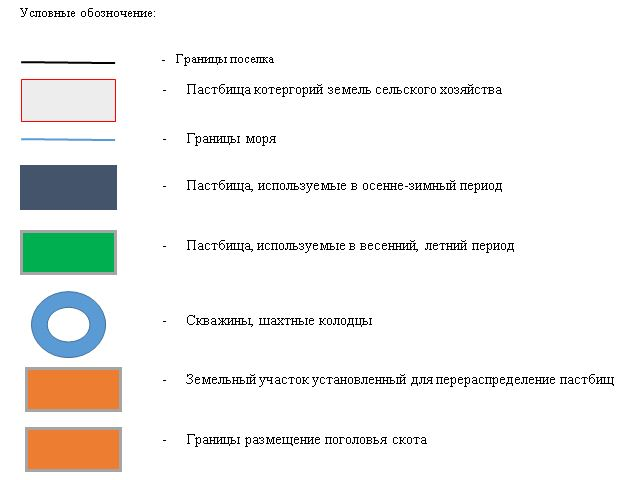 Условные обозночение:
- Границы поселка
- Пастбища котергорий земель сельского хозяйства
- Границы моря
- Пастбища, используемые в осенне-зимный период
- Пастбища, используемые в весенний, летний период
- Скважины, шахтные колодцы
- Земельный участок установленный для перераспределение пастбищ
- Границы размещение поголовья скота